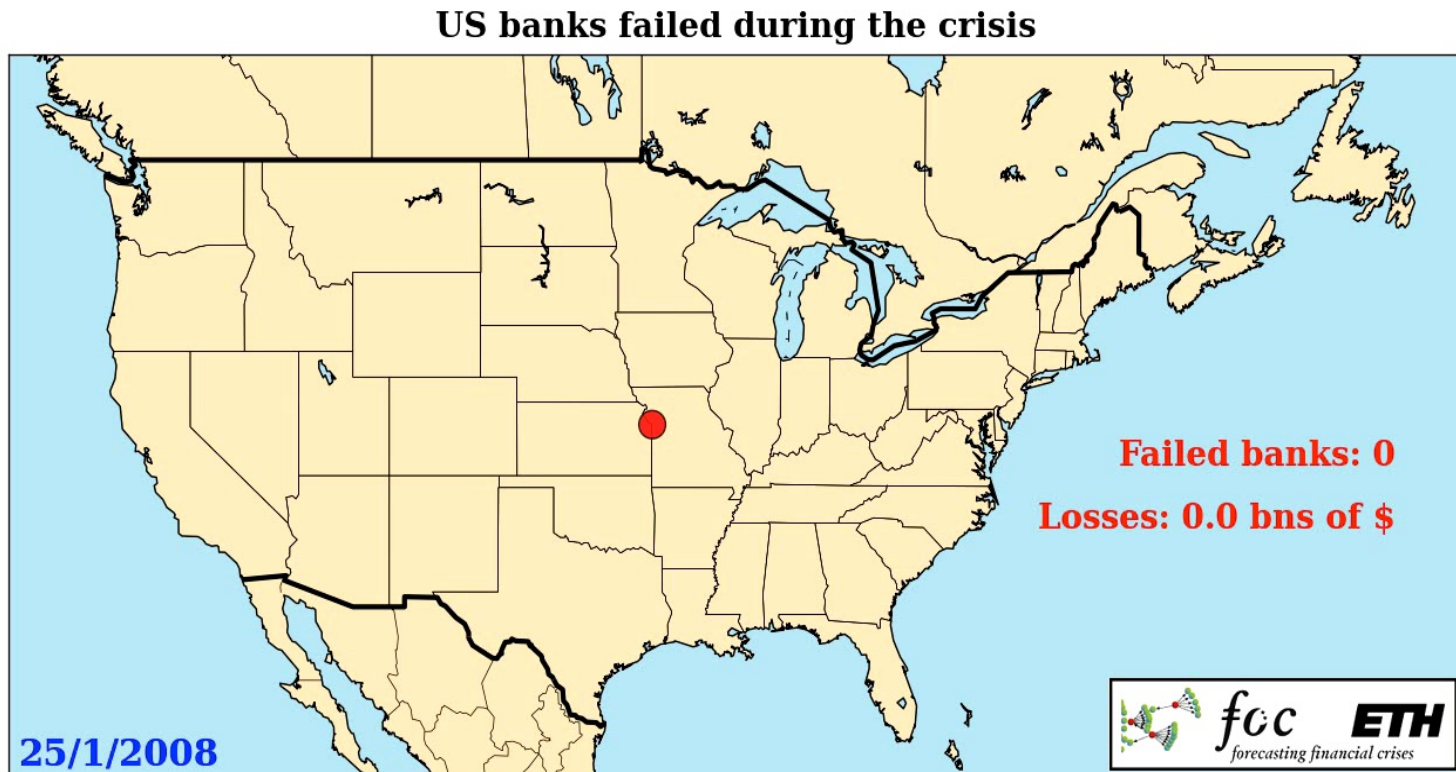 US banks failed during the crisis
Failed banks: 0
Losses: 0.0 bns of $
25/1/2008
foc ETH
forecasting financial crises